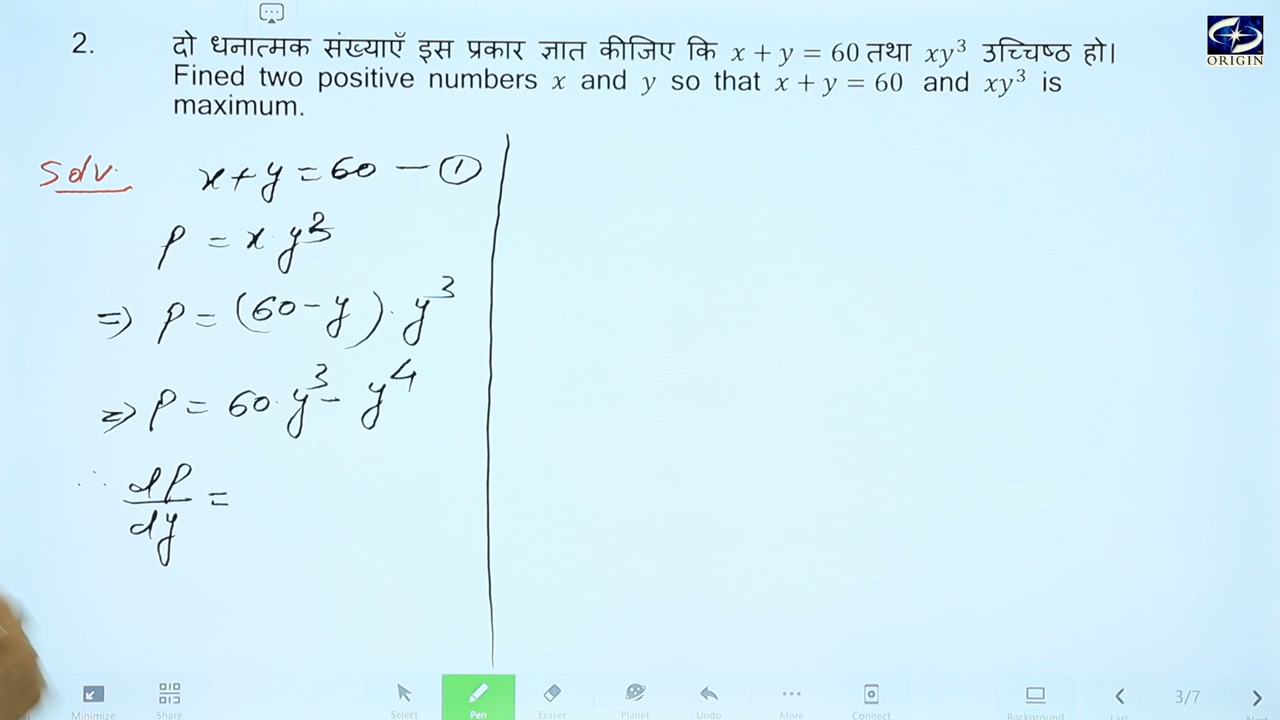 2. दो धनात्मक संख्याएँ इस प्रकार ज्ञात कीजिए कि x + y = 60 तथा xy³ उच्चिष्ठ हो।
Fined two positive numbers x and y so that x + y = 60 and xy³ is
maximum.
ORIGIN
Solv. x+y=60 — ①
P = x.y³
=> P = (60-y).y³
=> P = 60.y³ - y⁴
∴ dP/dy =
Minimize Share Select Pen Eraser Planet Undo More Connect Background 3/7